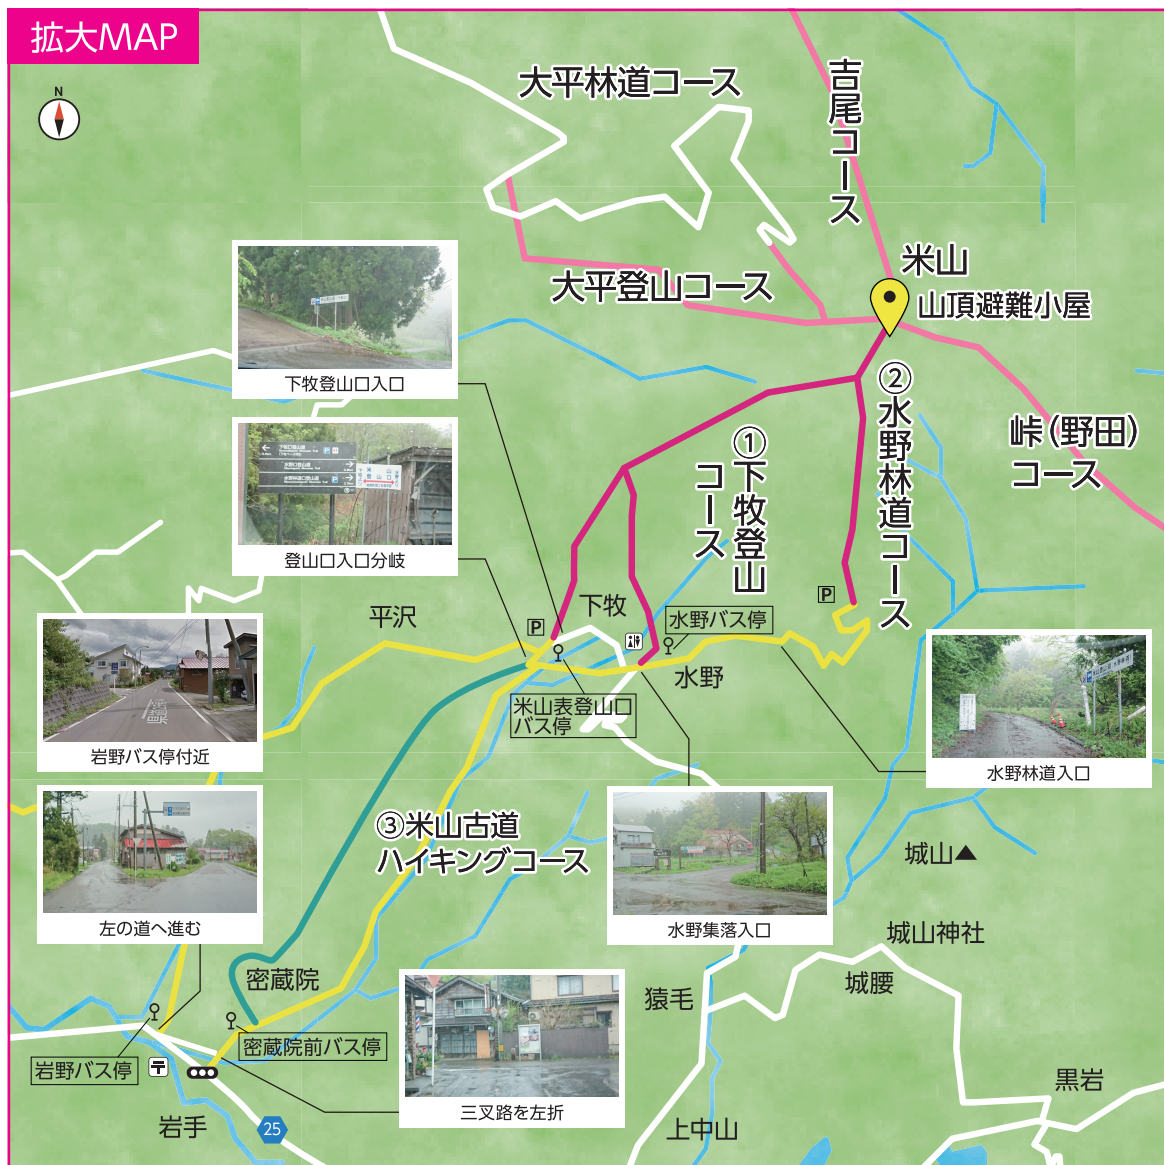 拡大MAP
N
大平林道コース
吉尾コース
米山
山頂避難小屋
大平登山コース
下牧登山口入口
②水野林道コース
峠(野田)
コース
①下牧登山
コース
登山口入口分岐
平沢
下牧
P
P
水野バス停
水野
米山表登山口
バス停
岩野バス停付近
水野林道入口
③米山古道
ハイキングコース
左の道へ進む
水野集落入口
城山▲
城山神社
城腰
猿毛
密蔵院
密蔵院前バス停
岩野バス停
三叉路を左折
岩手
25
上中山
黒岩